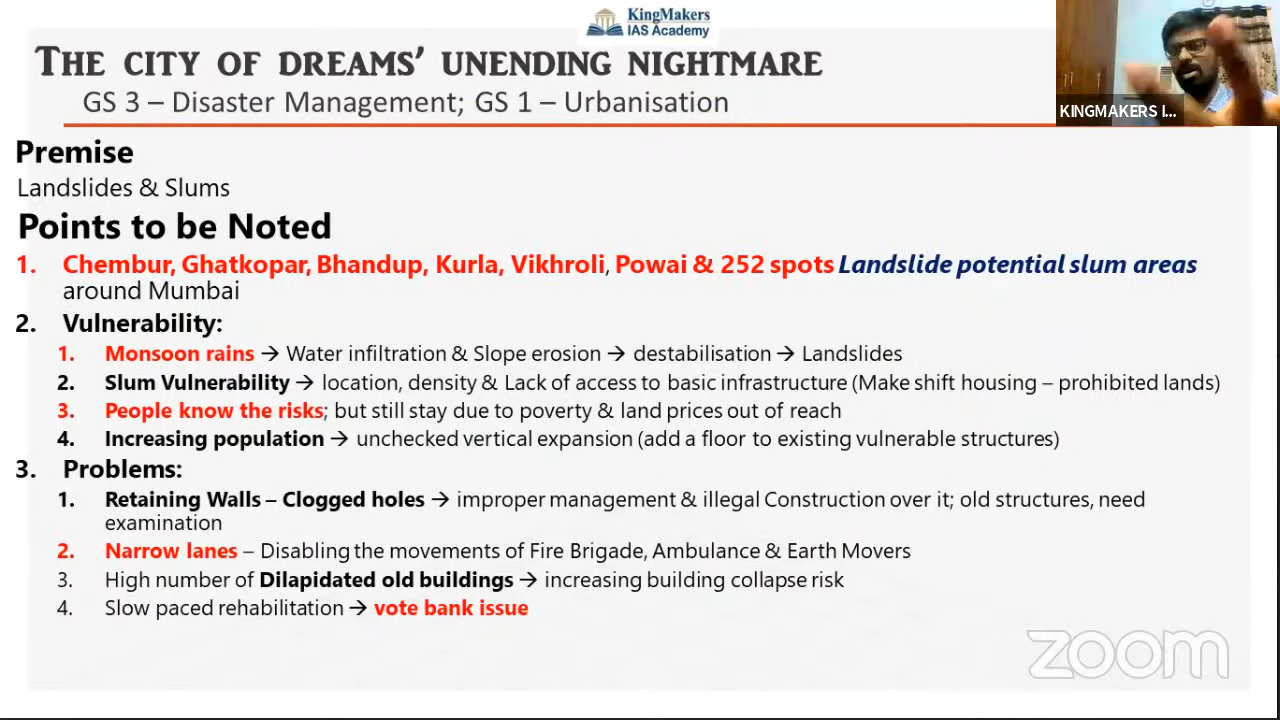 KingMakers
IAS Academy
THE CITY OF DREAMS' UNENDING NIGHTMARE
GS 3 – Disaster Management; GS 1 – Urbanisation
KINGMAKERS I...
Premise
Landslides & Slums
Points to be Noted
1. Chembur, Ghatkopar, Bhandup, Kurla, Vikhroli, Powai & 252 spots Landslide potential slum areas
around Mumbai
2. Vulnerability:
1. Monsoon rains → Water infiltration & Slope erosion → destabilisation → Landslides
2. Slum Vulnerability → location, density & Lack of access to basic infrastructure (Make shift housing – prohibited lands)
3. People know the risks; but still stay due to poverty & land prices out of reach
4. Increasing population → unchecked vertical expansion (add a floor to existing vulnerable structures)
3. Problems:
1. Retaining Walls – Clogged holes → improper management & illegal Construction over it; old structures, need
examination
2. Narrow lanes – Disabling the movements of Fire Brigade, Ambulance & Earth Movers
3. High number of Dilapidated old buildings → increasing building collapse risk
4. Slow paced rehabilitation → vote bank issue
zoom